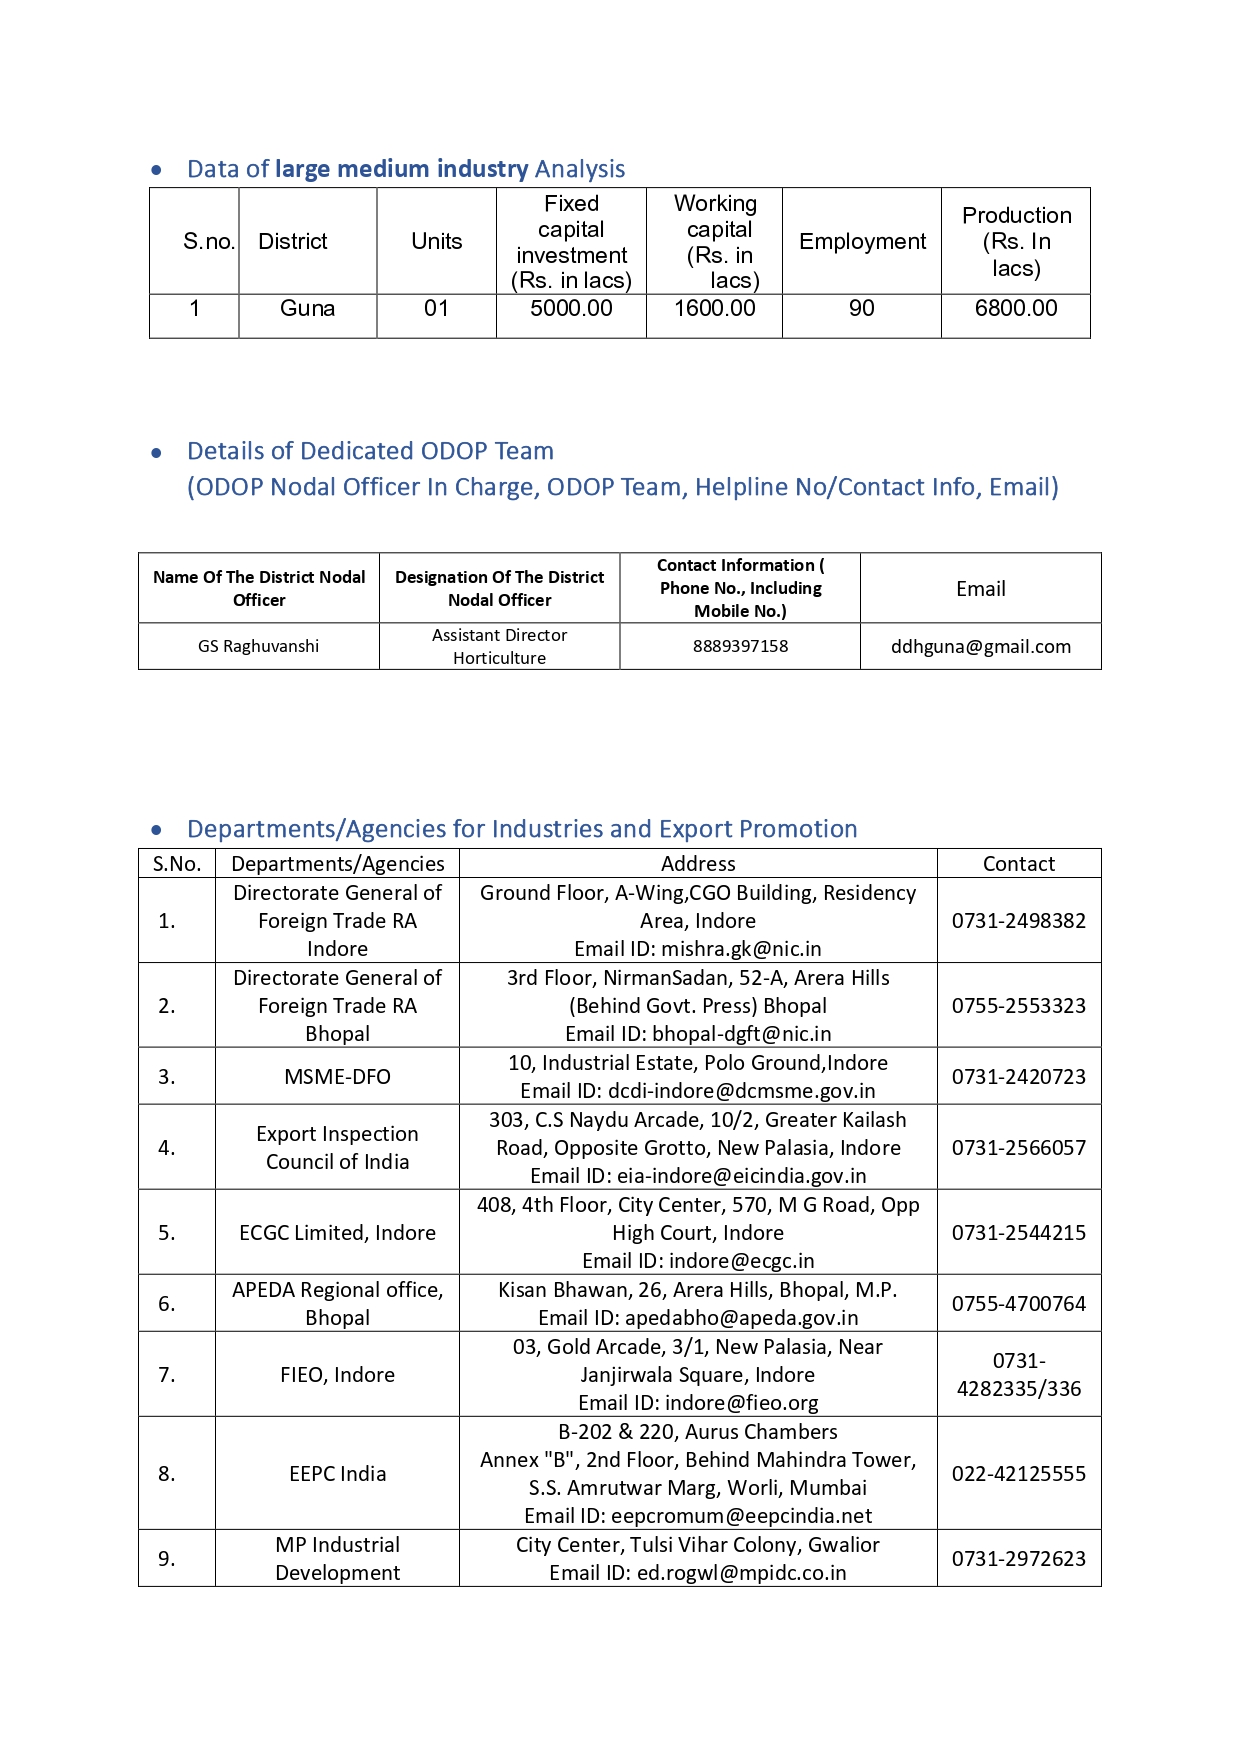 • Data of large medium industry Analysis
S.no. District Units Fixed capital investment (Rs. in lacs) Working capital (Rs. in lacs) Employment Production (Rs. In lacs)
1 Guna 01 5000.00 1600.00 90 6800.00
• Details of Dedicated ODOP Team
(ODOP Nodal Officer In Charge, ODOP Team, Helpline No/Contact Info, Email)
Name Of The District Nodal Officer Designation Of The District Nodal Officer Contact Information ( Phone No., Including Mobile No.) Email
GS Raghuvanshi Assistant Director Horticulture 8889397158 ddhguna@gmail.com
• Departments/Agencies for Industries and Export Promotion
S.No. Departments/Agencies Address Contact
1. Directorate General of Foreign Trade RA Indore Ground Floor, A-Wing,CGO Building, Residency Area, Indore Email ID: mishra.gk@nic.in 0731-2498382
2. Directorate General of Foreign Trade RA Bhopal 3rd Floor, NirmanSadan, 52-A, Arera Hills (Behind Govt. Press) Bhopal Email ID: bhopal-dgft@nic.in 0755-2553323
3. MSME-DFO 10, Industrial Estate, Polo Ground,Indore Email ID: dcdi-indore@dcmsme.gov.in 0731-2420723
4. Export Inspection Council of India 303, C.S Naydu Arcade, 10/2, Greater Kailash Road, Opposite Grotto, New Palasia, Indore Email ID: eia-indore@eicindia.gov.in 0731-2566057
5. ECGC Limited, Indore 408, 4th Floor, City Center, 570, M G Road, Opp High Court, Indore Email ID: indore@ecgc.in 0731-2544215
6. APEDA Regional office, Bhopal Kisan Bhawan, 26, Arera Hills, Bhopal, M.P. Email ID: apedabho@apeda.gov.in 0755-4700764
7. FIEO, Indore 03, Gold Arcade, 3/1, New Palasia, Near Janjirwala Square, Indore Email ID: indore@fieo.org 0731-4282335/336
8. EEPC India B-202 & 220, Aurus Chambers Annex "B", 2nd Floor, Behind Mahindra Tower, S.S. Amrutwar Marg, Worli, Mumbai Email ID: eepcromum@eepcindia.net 022-42125555
9. MP Industrial Development City Center, Tulsi Vihar Colony, Gwalior Email ID: ed.rogwl@mpidc.co.in 0731-2972623